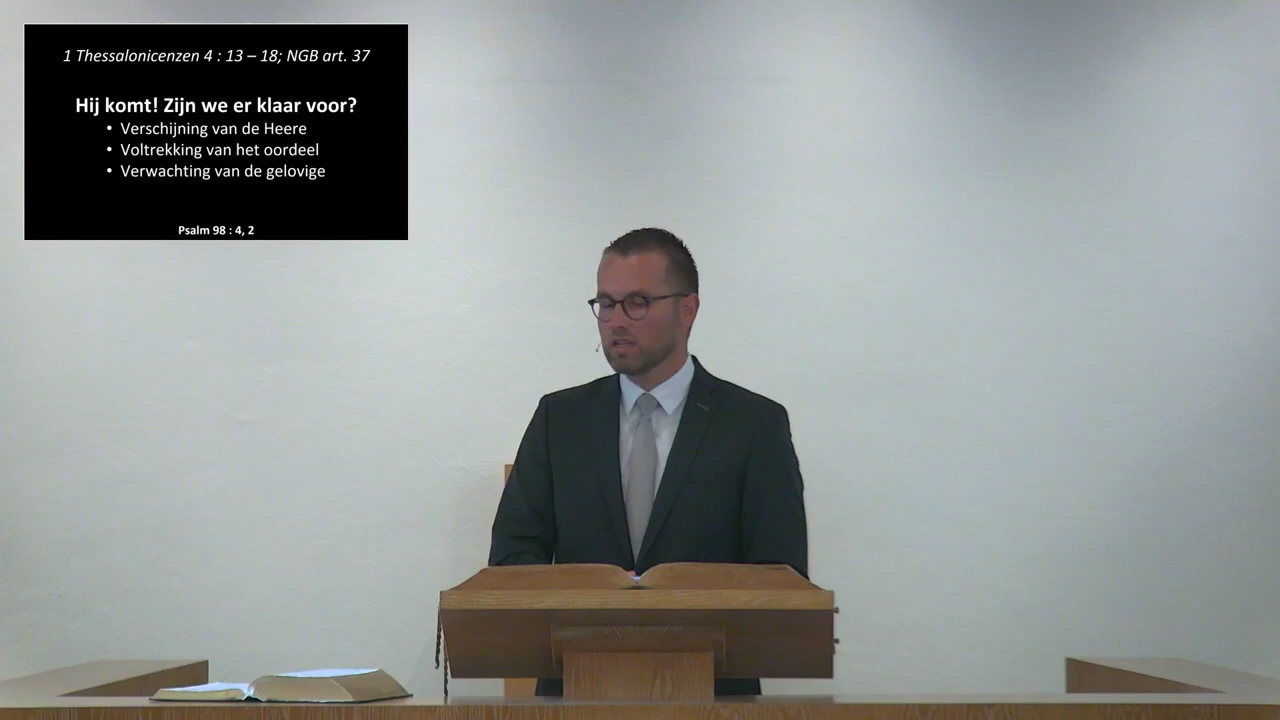 1 Thessalonicenzen 4 : 13 – 18; NGB art. 37
Hij komt! Zijn we er klaar voor?
• Verschijning van de Heere
• Voltrekking van het oordeel
• Verwachting van de gelovige
Psalm 98 : 4, 2